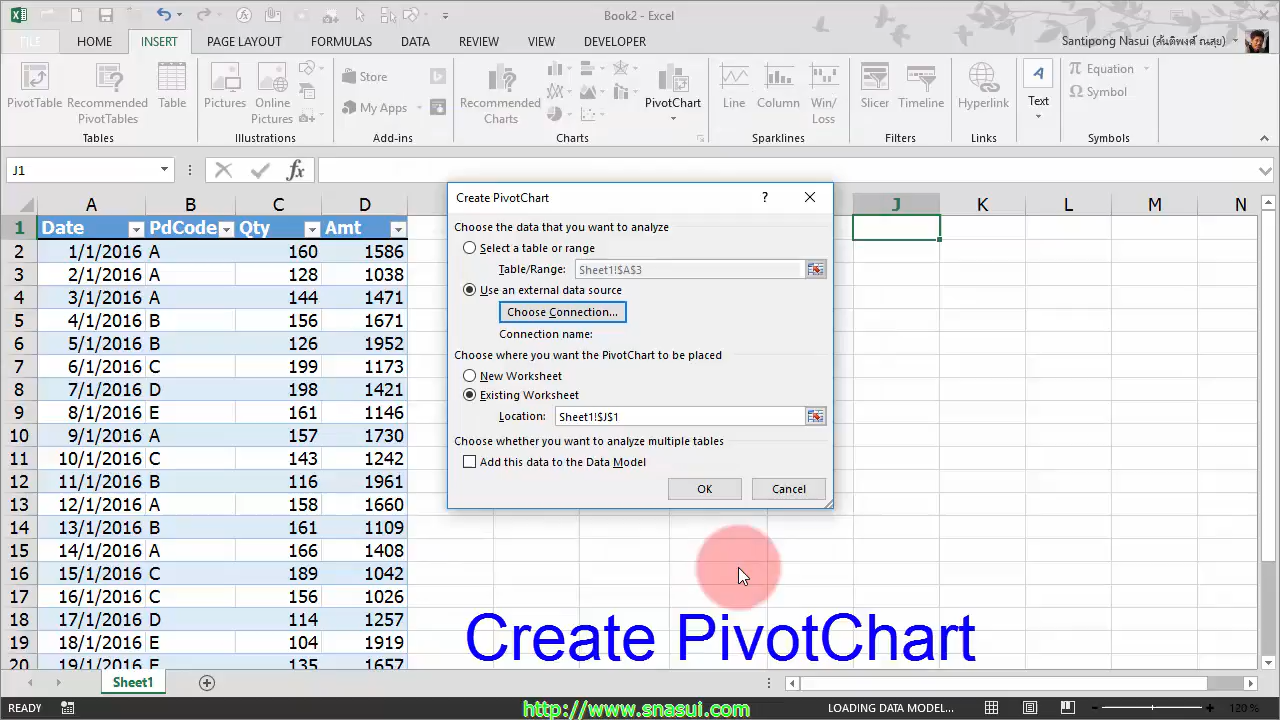 Book2 - Excel
FILE HOME INSERT PAGE LAYOUT FORMULAS DATA REVIEW VIEW DEVELOPER Santipong Nasui (สันติพงศ์ ณสุย)
PivotTable Recommended PivotTables Table Pictures Online Pictures Store My Apps Recommended Charts PivotChart Line Column Win/ Loss Slicer Timeline Hyperlink Text Equation Symbol
Tables Illustrations Add-ins Charts Sparklines Filters Links Symbols
J1 fx
A B C D J K L M N
1 Date PdCode Qty Amt
2 1/1/2016 A 160 1586
3 2/1/2016 A 128 1038
4 3/1/2016 A 144 1471
5 4/1/2016 B 156 1671
6 5/1/2016 B 126 1952
7 6/1/2016 C 199 1173
8 7/1/2016 D 198 1421
9 8/1/2016 E 161 1146
10 9/1/2016 A 157 1730
11 10/1/2016 C 143 1242
12 11/1/2016 B 116 1961
13 12/1/2016 A 158 1660
14 13/1/2016 B 161 1109
15 14/1/2016 A 166 1408
16 15/1/2016 C 189 1042
17 16/1/2016 C 156 1026
18 17/1/2016 D 114 1257
19 18/1/2016 E 104 1919
20 19/1/2016 E 135 1657
Create PivotChart ?
Choose the data that you want to analyze
Select a table or range
Table/Range: Sheet1!$A$3
Use an external data source
Choose Connection...
Connection name:
Choose where you want the PivotChart to be placed
New Worksheet
Existing Worksheet
Location: Sheet1!$J$1
Choose whether you want to analyze multiple tables
Add this data to the Data Model
OK Cancel
Create PivotChart
Sheet1
READY http://www.snasui.com LOADING DATA MODEL... 120 %